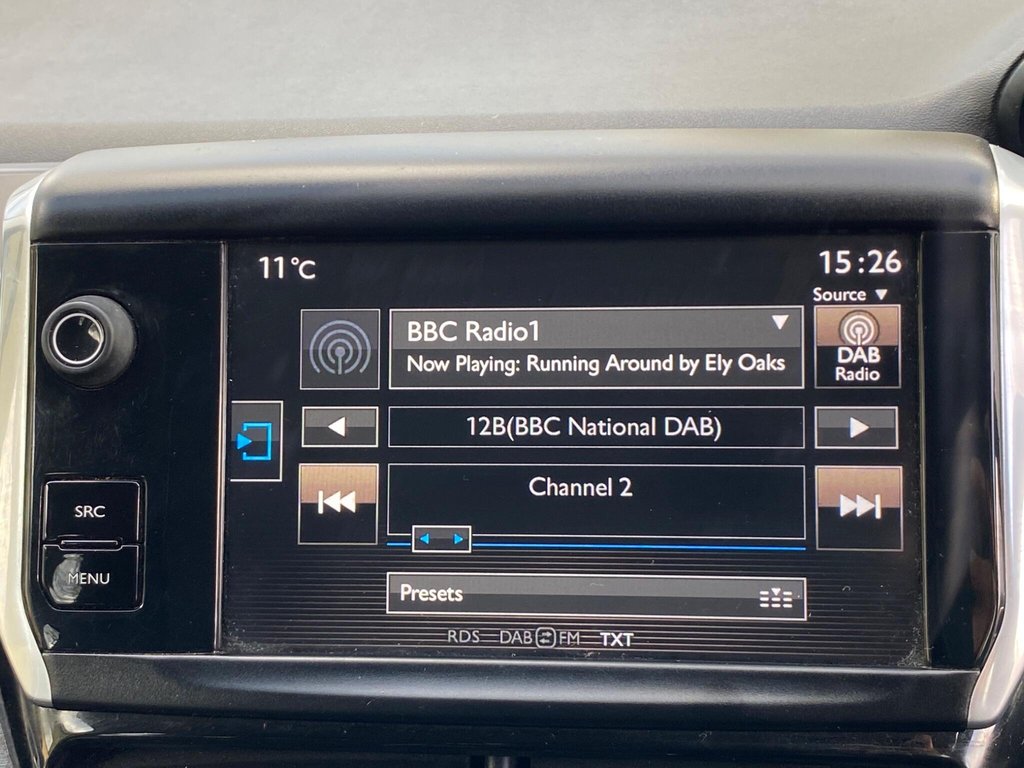 11°C
15:26
Source ▼
BBC Radio1
Now Playing: Running Around by Ely Oaks
DAB
Radio
12B(BBC National DAB)
Channel 2
SRC
MENU
Presets
RDS DAB FM TXT